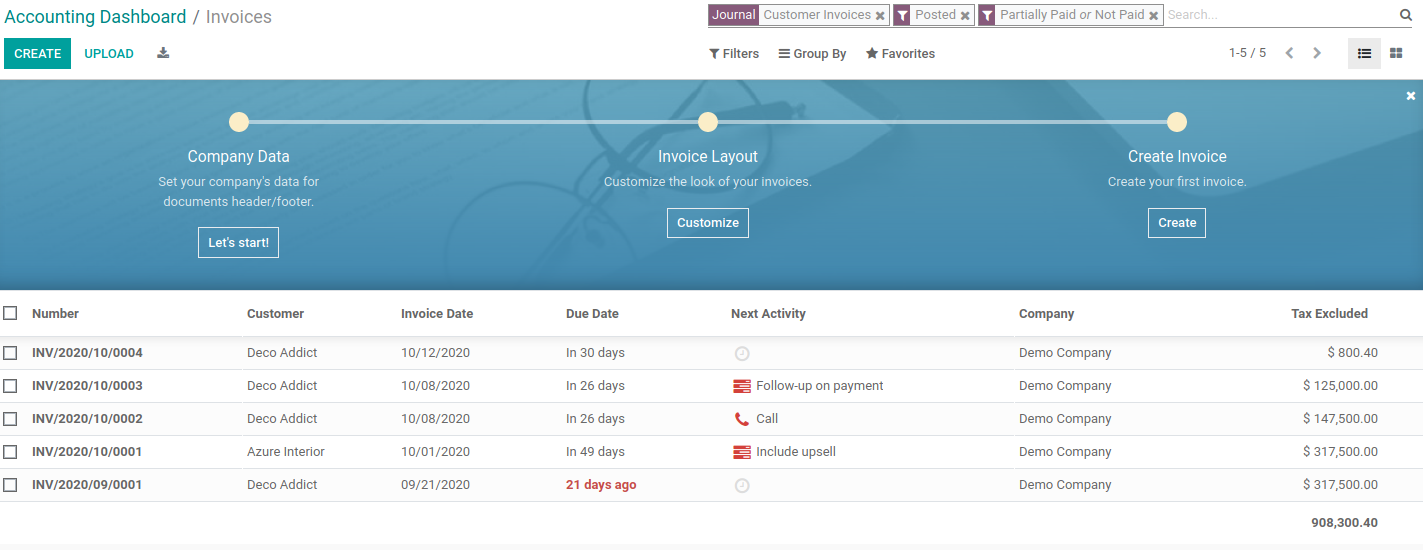 Accounting Dashboard / Invoices
Journal Customer Invoices Posted Partially Paid or Not Paid Search...
CREATE UPLOAD Filters Group By Favorites 1-5 / 5
Company Data Invoice Layout Create Invoice
Set your company's data for Customize the look of your invoices. Create your first invoice.
documents header/footer.
Let's start! Customize Create
Number Customer Invoice Date Due Date Next Activity Company Tax Excluded
INV/2020/10/0004 Deco Addict 10/12/2020 In 30 days Demo Company $ 800.40
INV/2020/10/0003 Deco Addict 10/08/2020 In 26 days Follow-up on payment Demo Company $ 125,000.00
INV/2020/10/0002 Deco Addict 10/08/2020 In 26 days Call Demo Company $ 147,500.00
INV/2020/10/0001 Azure Interior 10/01/2020 In 49 days Include upsell Demo Company $ 317,500.00
INV/2020/09/0001 Deco Addict 09/21/2020 21 days ago Demo Company $ 317,500.00
908,300.40